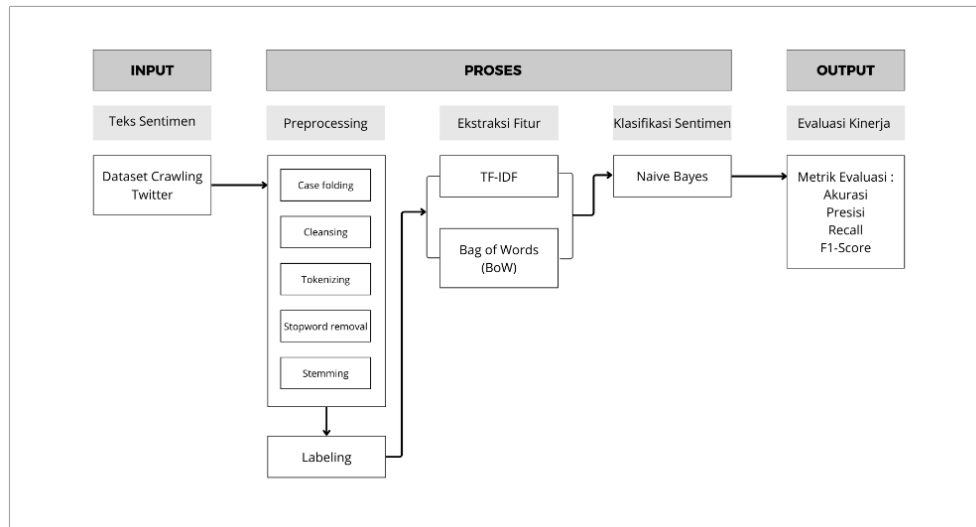 INPUT
PROSES
OUTPUT
Teks Sentimen
Preprocessing
Ekstraksi Fitur
Klasifikasi Sentimen
Evaluasi Kinerja
Dataset Crawling
Twitter
Case folding
Cleansing
Tokenizing
Stopword removal
Stemming
Labeling
TF-IDF
Bag of Words
(BoW)
Naive Bayes
Metrik Evaluasi :
Akurasi
Presisi
Recall
F1-Score